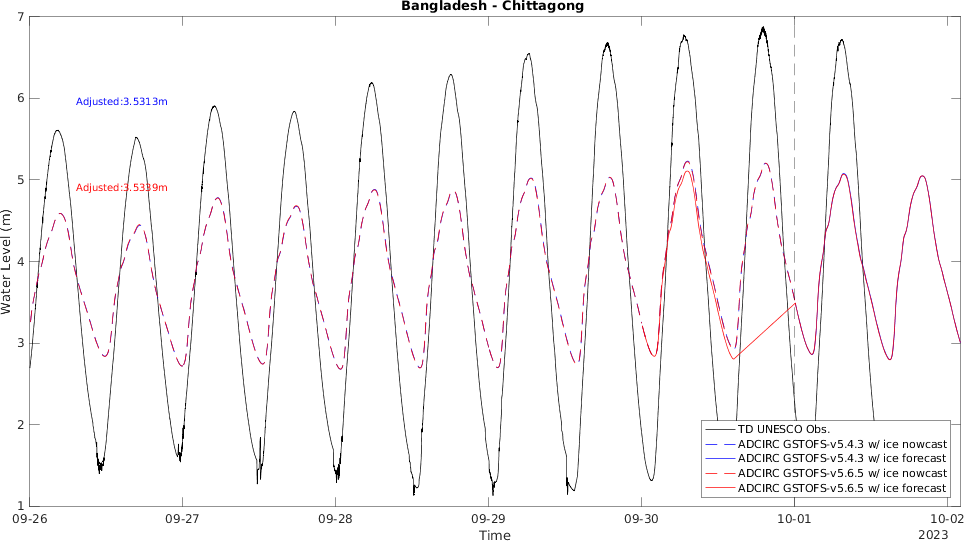 Bangladesh - Chittagong
7
6
5
4
3
2
1
Water Level (m)
Adjusted:3.5313m
Adjusted:3.5339m
TD UNESCO Obs.
ADCIRC GSTOFS-v5.4.3 w/ ice nowcast
ADCIRC GSTOFS-v5.4.3 w/ ice forecast
ADCIRC GSTOFS-v5.6.5 w/ ice nowcast
ADCIRC GSTOFS-v5.6.5 w/ ice forecast
09-26 09-27 09-28 09-29 09-30 10-01 10-02
Time
2023